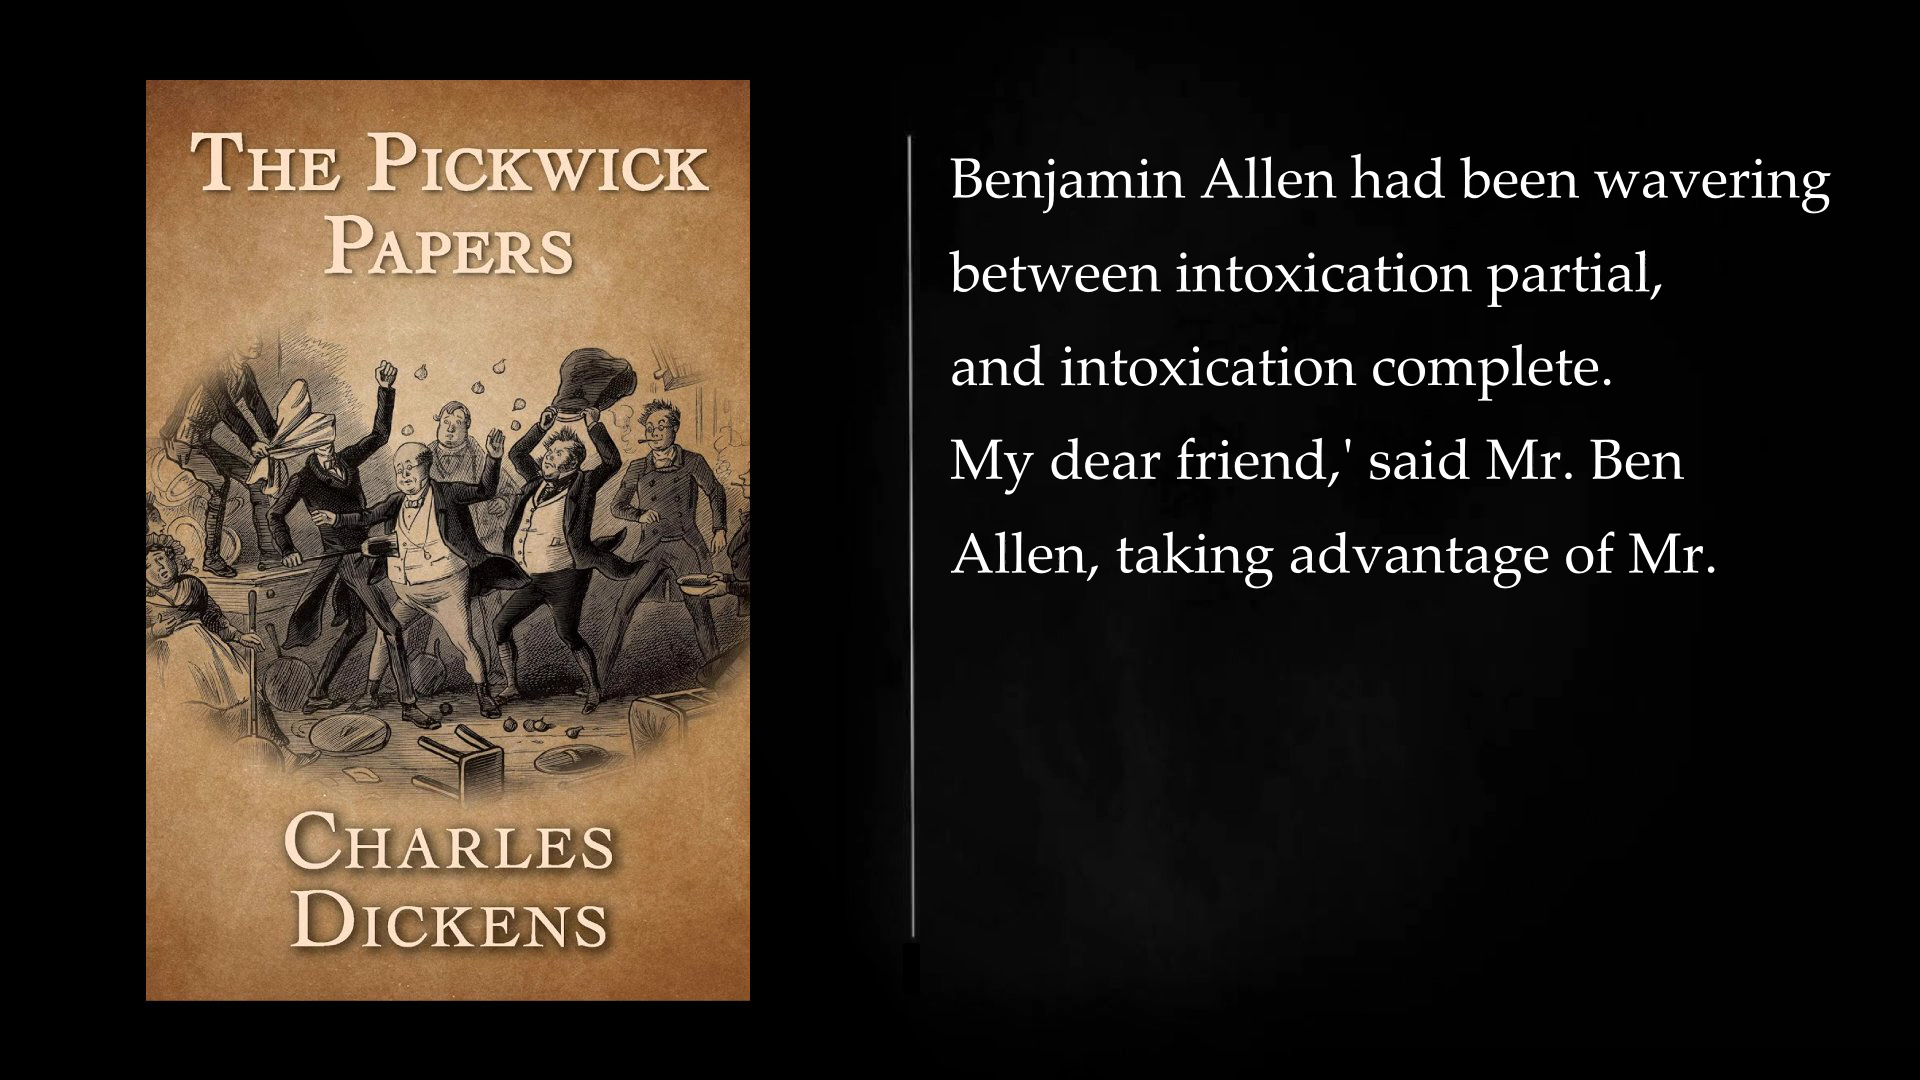 THE PICKWICK
PAPERS
CHARLES
DICKENS
Benjamin Allen had been wavering
between intoxication partial,
and intoxication complete.
My dear friend,' said Mr. Ben
Allen, taking advantage of Mr.